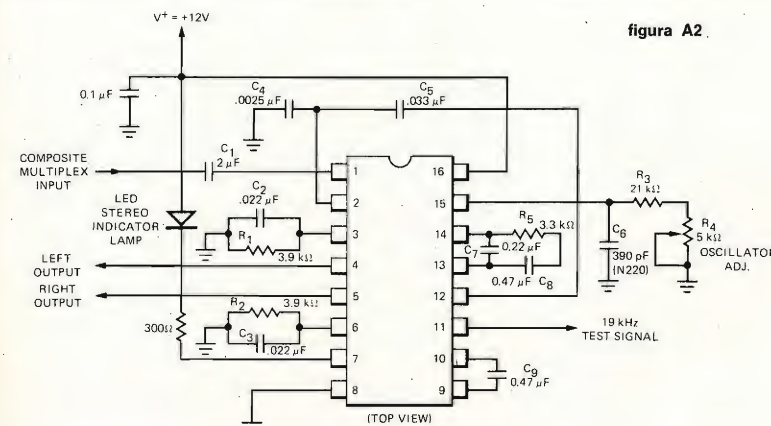 V+ = +12V
figura A2
0.1 µF
C4
.0025 µF
C5
.033 µF
COMPOSITE
MULTIPLEX
INPUT
C1
2 µF
LED
STEREO
INDICATOR
LAMP
C2
.022 µF
R1
3.9 kΩ
LEFT
OUTPUT
RIGHT
OUTPUT
R2
3.9 kΩ
C3
.022 µF
300Ω
1
2
3
4
5
6
7
8
16
15
14
13
12
11
10
9
(TOP VIEW)
R3
21 kΩ
R4
5 kΩ
OSCILLATOR
ADJ.
C6
390 pF
(N220)
R5
3.3 kΩ
C7
0.22 µF
0.47 µF
C8
19 kHz
TEST SIGNAL
C9
0.47 µF